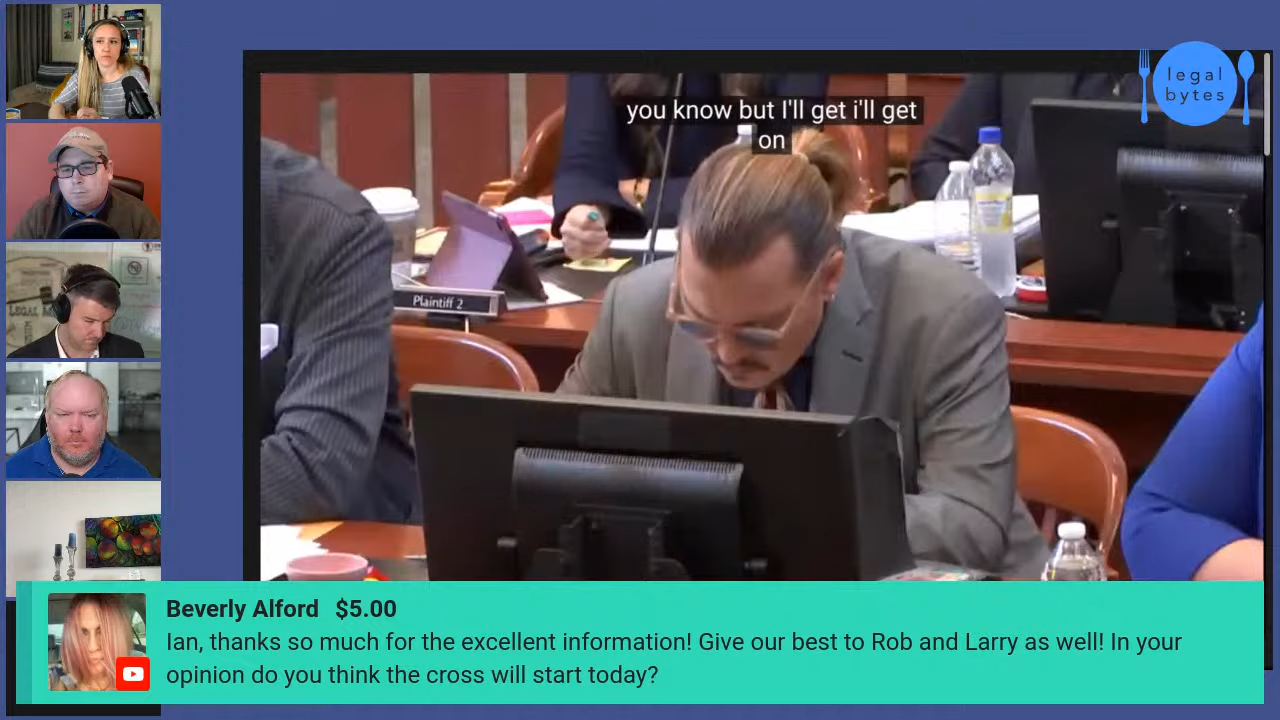 you know but I'll get i'll get
on
legal
bytes
Plaintiff 2
Beverly Alford $5.00
Ian, thanks so much for the excellent information! Give our best to Rob and Larry as well! In your
opinion do you think the cross will start today?